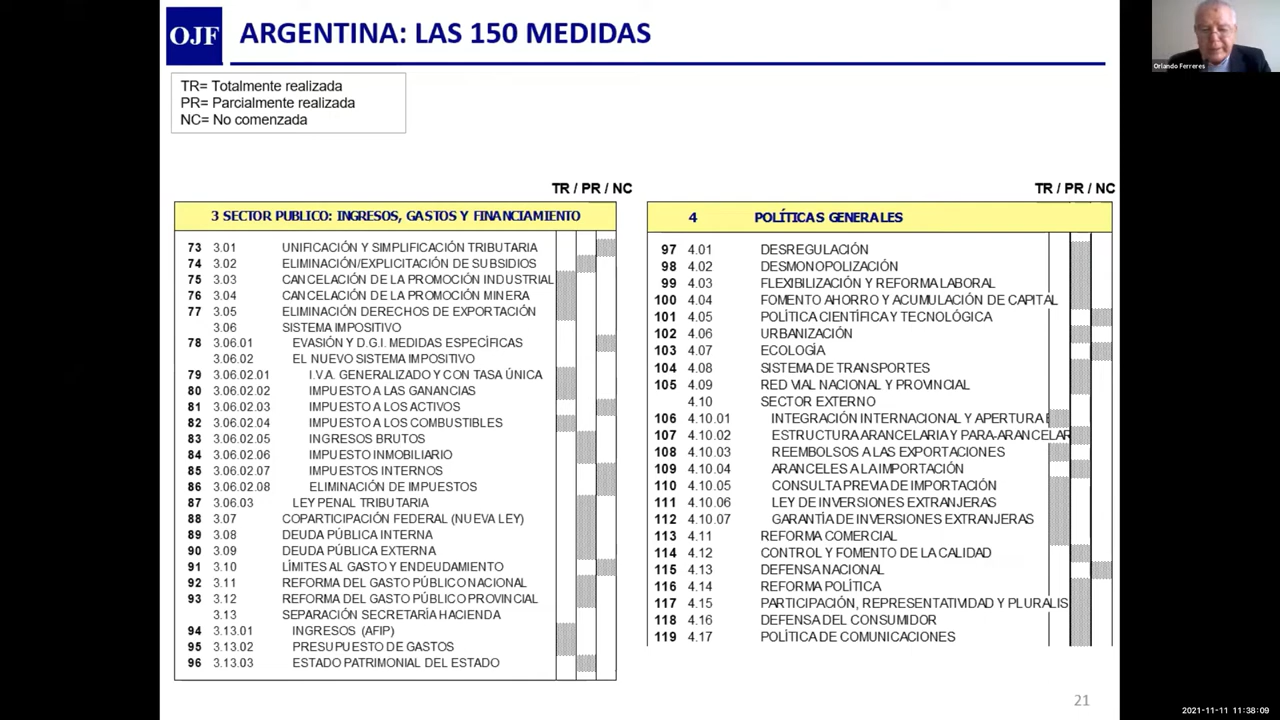 OJF
ARGENTINA: LAS 150 MEDIDAS
Orlando Ferreres
TR= Totalmente realizada
PR= Parcialmente realizada
NC= No comenzada
TR / PR / NC
3 SECTOR PUBLICO: INGRESOS, GASTOS Y FINANCIAMIENTO
73 3.01 UNIFICACIÓN Y SIMPLIFICACIÓN TRIBUTARIA
74 3.02 ELIMINACIÓN/EXPLICITACIÓN DE SUBSIDIOS
75 3.03 CANCELACIÓN DE LA PROMOCIÓN INDUSTRIAL
76 3.04 CANCELACIÓN DE LA PROMOCIÓN MINERA
77 3.05 ELIMINACIÓN DERECHOS DE EXPORTACIÓN
3.06 SISTEMA IMPOSITIVO
78 3.06.01 EVASIÓN Y D.G.I. MEDIDAS ESPECÍFICAS
3.06.02 EL NUEVO SISTEMA IMPOSITIVO
79 3.06.02.01 I.V.A. GENERALIZADO Y CON TASA ÚNICA
80 3.06.02.02 IMPUESTO A LAS GANANCIAS
81 3.06.02.03 IMPUESTO A LOS ACTIVOS
82 3.06.02.04 IMPUESTO A LOS COMBUSTIBLES
83 3.06.02.05 INGRESOS BRUTOS
84 3.06.02.06 IMPUESTO INMOBILIARIO
85 3.06.02.07 IMPUESTOS INTERNOS
86 3.06.02.08 ELIMINACIÓN DE IMPUESTOS
87 3.06.03 LEY PENAL TRIBUTARIA
88 3.07 COPARTICIPACIÓN FEDERAL (NUEVA LEY)
89 3.08 DEUDA PÚBLICA INTERNA
90 3.09 DEUDA PÚBLICA EXTERNA
91 3.10 LÍMITES AL GASTO Y ENDEUDAMIENTO
92 3.11 REFORMA DEL GASTO PÚBLICO NACIONAL
93 3.12 REFORMA DEL GASTO PÚBLICO PROVINCIAL
3.13 SEPARACIÓN SECRETARÍA HACIENDA
94 3.13.01 INGRESOS (AFIP)
95 3.13.02 PRESUPUESTO DE GASTOS
96 3.13.03 ESTADO PATRIMONIAL DEL ESTADO
TR / PR / NC
4 POLÍTICAS GENERALES
97 4.01 DESREGULACIÓN
98 4.02 DESMONOPOLIZACIÓN
99 4.03 FLEXIBILIZACIÓN Y REFORMA LABORAL
100 4.04 FOMENTO AHORRO Y ACUMULACIÓN DE CAPITAL
101 4.05 POLÍTICA CIENTÍFICA Y TECNOLÓGICA
102 4.06 URBANIZACIÓN
103 4.07 ECOLOGÍA
104 4.08 SISTEMA DE TRANSPORTES
105 4.09 RED VIAL NACIONAL Y PROVINCIAL
4.10 SECTOR EXTERNO
106 4.10.01 INTEGRACIÓN INTERNACIONAL Y APERTURA E
107 4.10.02 ESTRUCTURA ARANCELARIA Y PARA-ARANCELAR
108 4.10.03 REEMBOLSOS A LAS EXPORTACIONES
109 4.10.04 ARANCELES A LA IMPORTACIÓN
110 4.10.05 CONSULTA PREVIA DE IMPORTACIÓN
111 4.10.06 LEY DE INVERSIONES EXTRANJERAS
112 4.10.07 GARANTÍA DE INVERSIONES EXTRANJERAS
113 4.11 REFORMA COMERCIAL
114 4.12 CONTROL Y FOMENTO DE LA CALIDAD
115 4.13 DEFENSA NACIONAL
116 4.14 REFORMA POLÍTICA
117 4.15 PARTICIPACIÓN, REPRESENTATIVIDAD Y PLURALIS
118 4.16 DEFENSA DEL CONSUMIDOR
119 4.17 POLÍTICA DE COMUNICACIONES
21
2021-11-11 11:38:09